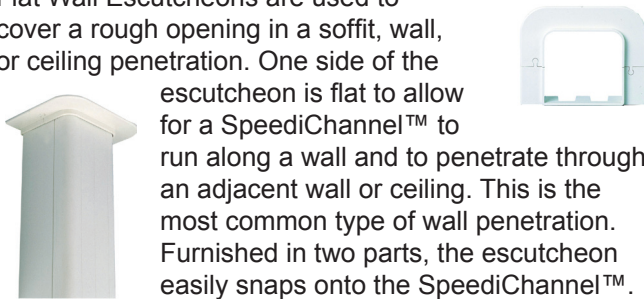 Flat Wall Escutcheons are used to
cover a rough opening in a soffit, wall,
or ceiling penetration. One side of the
escutcheon is flat to allow
for a SpeediChannel™ to
run along a wall and to penetrate through
an adjacent wall or ceiling. This is the
most common type of wall penetration.
Furnished in two parts, the escutcheon
easily snaps onto the SpeediChannel™.